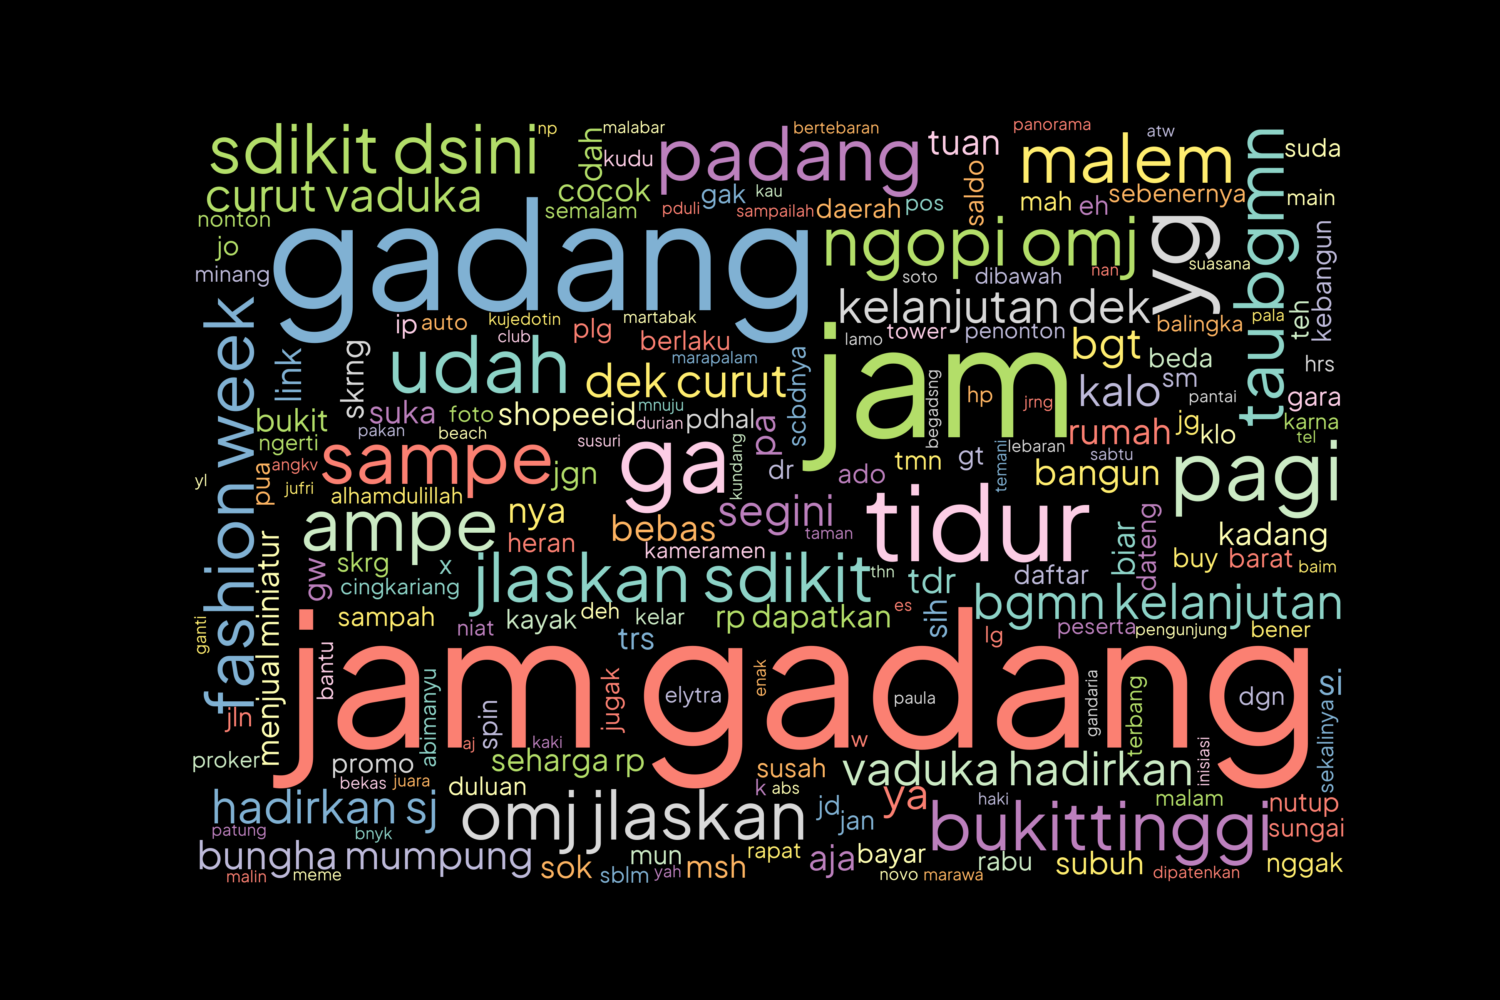 sdikit dsini
np
dah
malabar
kudu
padang
bertebaran
tuan
panorama
atw
malem
taubgmn
suda
curut vaduka
cocok
semalam
pduli
gak
kau
sampailah
daerah
pos
saldo
mah
eh
sebenernya
main
nonton
jo
minang
gadang
ngopi omj
yg
suasana
kebangun
soto
dibawah
nan
kelanjutan dek
teh
pala
balingka
fashion week
link
skrng
ip
auto
kujedotin
club
plg
martabak
berlaku
marapalam
lamo
tower
penonton
bgt
beda
hrs
udah
dek curut
scbdnya
jam
kalo
sm
pantai
gara
bukit
suka
foto
shopeeid
mnuju
durian
pdhal
pa
begadsng
hp
jrng
rumah
jg
klo
karna
tel
ngerti
pakan
beach
susuri
kundang
temani
lebaran
sabtu
yl
pua
angkv
jufri
sampe
jgn
ga
dr
ado
tmn
gt
bangun
pagi
alhamdulillah
ampe
nya
heran
bebas
segini
taman
tidur
kameramen
biar
dateng
kadang
buy
barat
baim
menjual miniatur
gw
skrg
x
cingkariang
jlaskan sdikit
thn
tdr
daftar
bgmn kelanjutan
ganti
sampah
niat
kayak
deh
kelar
trs
rp dapatkan
es
sih
lg
peserta
pengunjung
bener
bantu
jam gadang
jln
abimanyu
aj
spin
jugak
elytra
enak
paula
gandaria
terbang
dgn
si
sekalinya
proker
promo
bekas
juara
kaki
seharga rp
duluan
w
susah
k
abs
vaduka hadirkan
inisiasi
hadirkan sj
patung
bnyk
omj jlaskan
jd
jan
ya
haki
malam
bukittinggi
nutup
sungai
bungha mumpung
malin
meme
sok
sblm
mun
yah
msh
rapat
aja
bayar
novo
marawa
rabu
subuh
dipatenkan
nggak